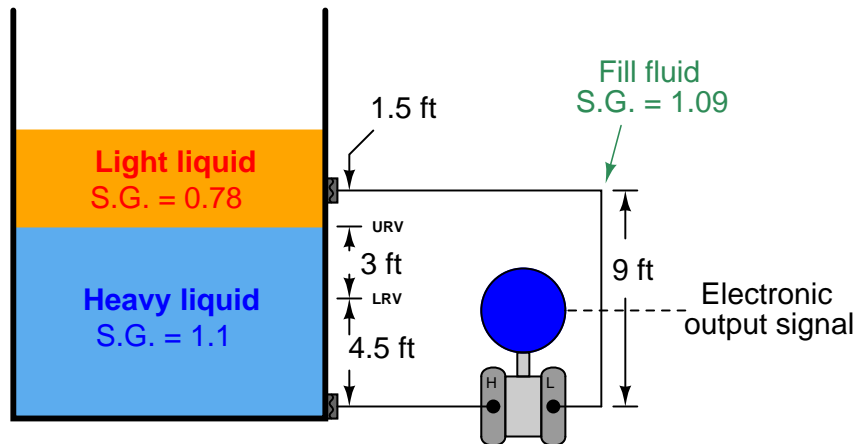 Fill fluid
S.G. = 1.09
1.5 ft
Light liquid
S.G. = 0.78
URV
3 ft
9 ft
Heavy liquid
S.G. = 1.1
LRV
Electronic
output signal
4.5 ft
H
L